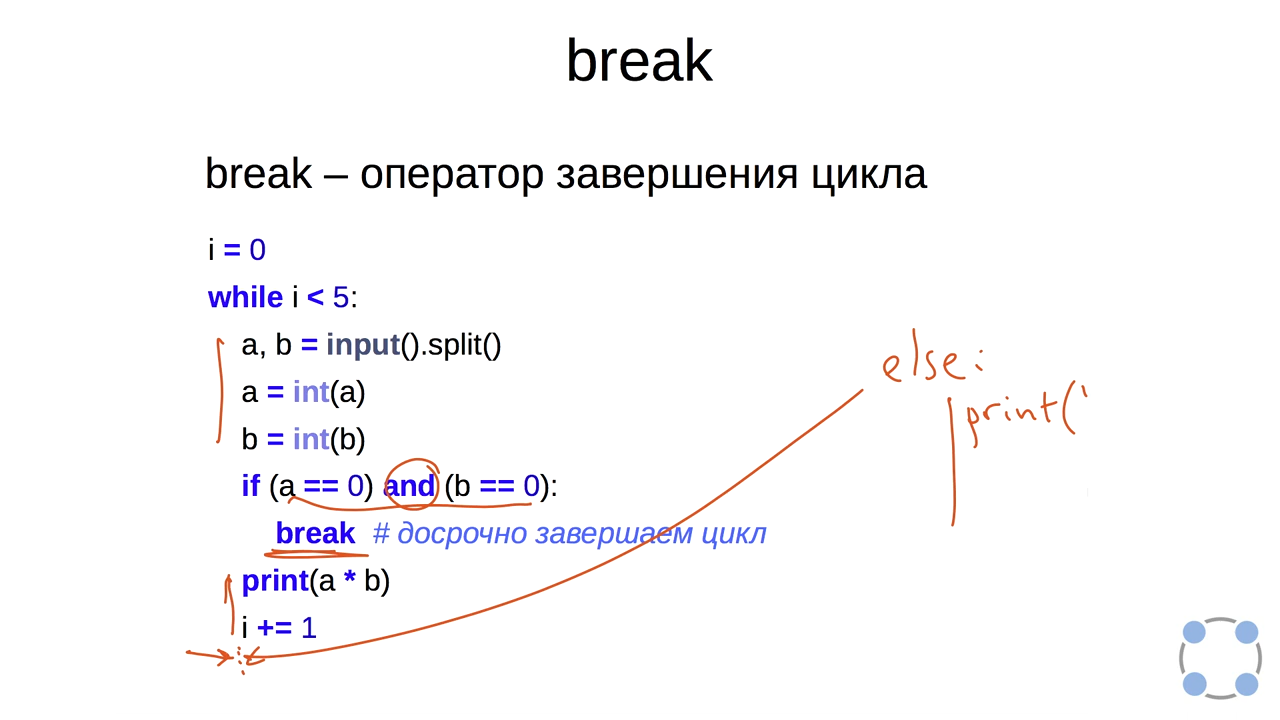 break
break – оператор завершения цикла
i = 0
while i < 5:
a, b = input().split()
a = int(a)
b = int(b)
if (a == 0) and (b == 0):
break # досрочно завершаем цикл
print(a * b)
i += 1
else:
print('